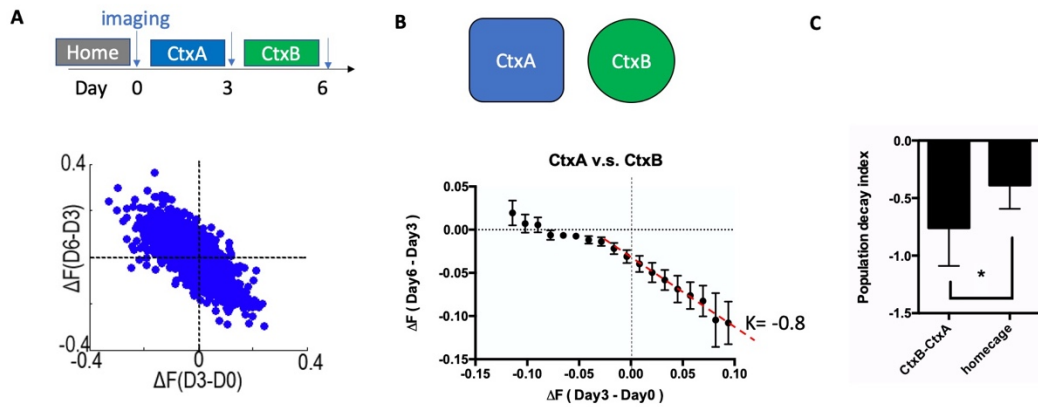 A
imaging
Home
CtxA
CtxB
Day
0
3
6
0.4
ΔF(D6-D3)
-0.4
-0.4
0
0.4
ΔF(D3-D0)
B
CtxA
CtxB
CtxA v.s. CtxB
0.05
0.00
-0.05
-0.10
-0.15
ΔF ( Day6 - Day3 )
K= -0.8
-0.15
-0.10
-0.05
0.00
0.05
0.10
ΔF ( Day3 - Day0 )
C
0.0
-0.5
-1.0
-1.5
Population decay index
*
CtxB-CtxA
homecage